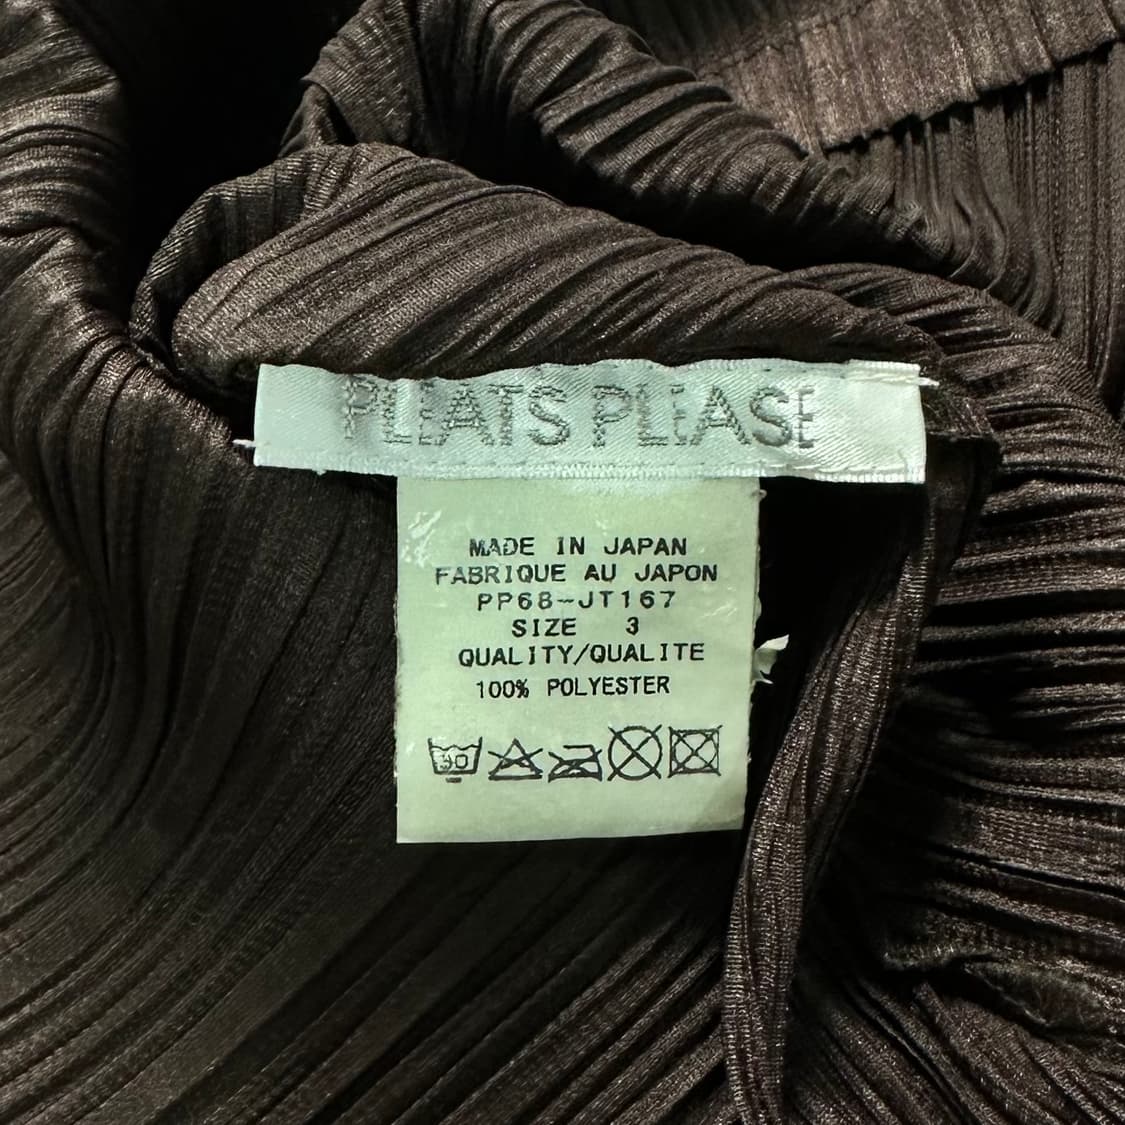 PLEATS PLEASE
MADE IN JAPAN
FABRIQUE AU JAPON
PP68-JT167
SIZE 3
QUALITY/QUALITE
100% POLYESTER
30